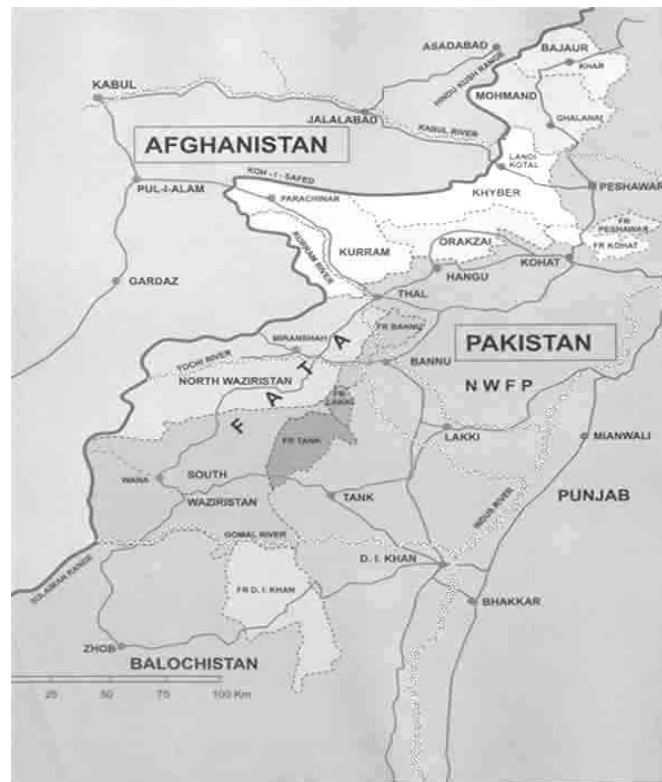 ASADABAD
BAJAUR
KHAR
HINDU KUSH RANGE
KABUL
MOHMAND
JALALABAD
GHALANAI
KABUL RIVER
AFGHANISTAN
LANDI
KOTAL
KOH - I - SAFED
PUL-I-ALAM
PESHAWAR
PARACHINAR
KHYBER
FR
PESHAWAR
KURRAM RIVER
KURRAM
ORAKZAI
FR KOHAT
KOHAT
HANGU
GARDAZ
THAL
FR BANNU
MIRANSHAH
PAKISTAN
TOCHI RIVER
BANNU
NORTH WAZIRISTAN
N W F P
FATA
FR
LAKKI
LAKKI
MIANWALI
FR TANK
WANA
SOUTH
WAZIRISTAN
TANK
PUNJAB
INDUS RIVER
GOMAL RIVER
D. I. KHAN
SULAIMAN RANGE
FR D. I. KHAN
BHAKKAR
ZHOB
BALOCHISTAN
25 50 70 100 Km